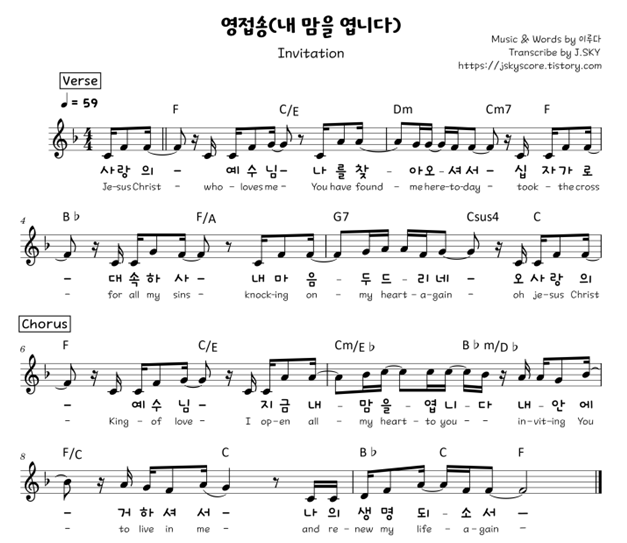 영접송(내 맘을 엽니다)
Invitation
Music & Words by 이루다
Transcribe by J.SKY
https://jskyscore.tistory.com
Verse
♩ = 59
F C/E Dm Cm7 F
사랑의 - 예수님 - 나를찾 - 아오-셔서 - 십자가로
Je-sus Christ - who - loves me - You have found - me here-to-day - took - the cross
4
B♭ F/A G7 Csus4 C
- 대속하사 - 내마음 - 두드-리네 - 오사랑의
- for all my sins - knock-ing on - my heart-a-gain - oh je-sus Christ
Chorus
6
F C/E Cm/E♭ B♭m/D♭
- 예수님 - 지금내 - 맘을-엽니-다 내-안에
- King- of love - I op-en all - my heart - to you - in-vit-ing You
8
F/C C B♭ C F
- 거하셔서 - 나의생명되-소서 -
- to live in me - and re-new my life - a-gain -